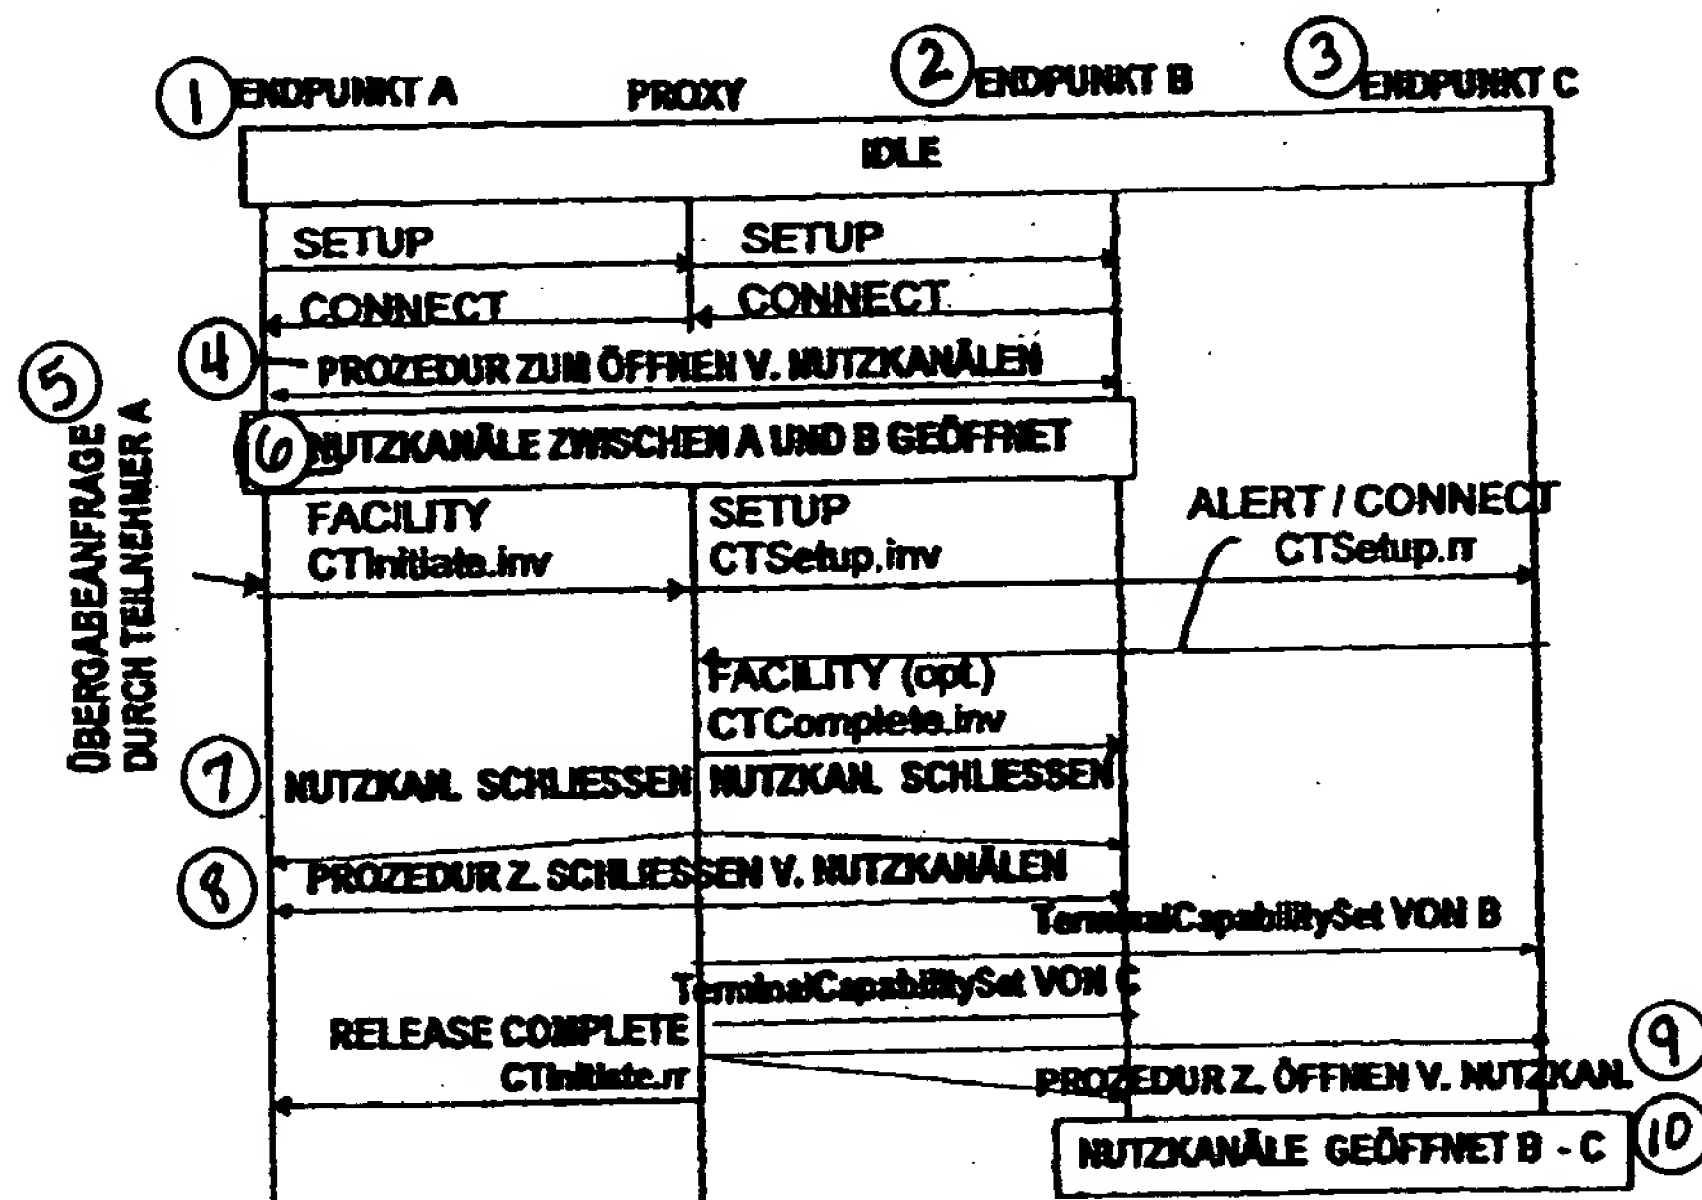 1 ENDPUNKT A PROXY 2 ENDPUNKT B 3 ENDPUNKT C
IDLE
SETUP SETUP
CONNECT CONNECT
4 PROZEDUR ZUM ÖFFNEN V. NUTZKANÄLEN
5
ÜBERGABEANFRAGE
DURCH TEILNEHMER A
6 NUTZKANÄLE ZWISCHEN A UND B GEÖFFNET
FACILITY SETUP ALERT / CONNECT
CTInitiate.inv CTSetup.inv CTSetup.rr
FACILITY (opt.)
CTComplete.inv
7 NUTZKAN. SCHLIESSEN NUTZKAN. SCHLIESSEN
8 PROZEDUR Z. SCHLIESSEN V. NUTZKANÄLEN
TerminalCapabilitySet VON B
TerminalCapabilitySet VON C
RELEASE COMPLETE
CTInitiate.rr
PROZEDUR Z. ÖFFNEN V. NUTZKAN. 9
NUTZKANÄLE GEÖFFNET B - C 10